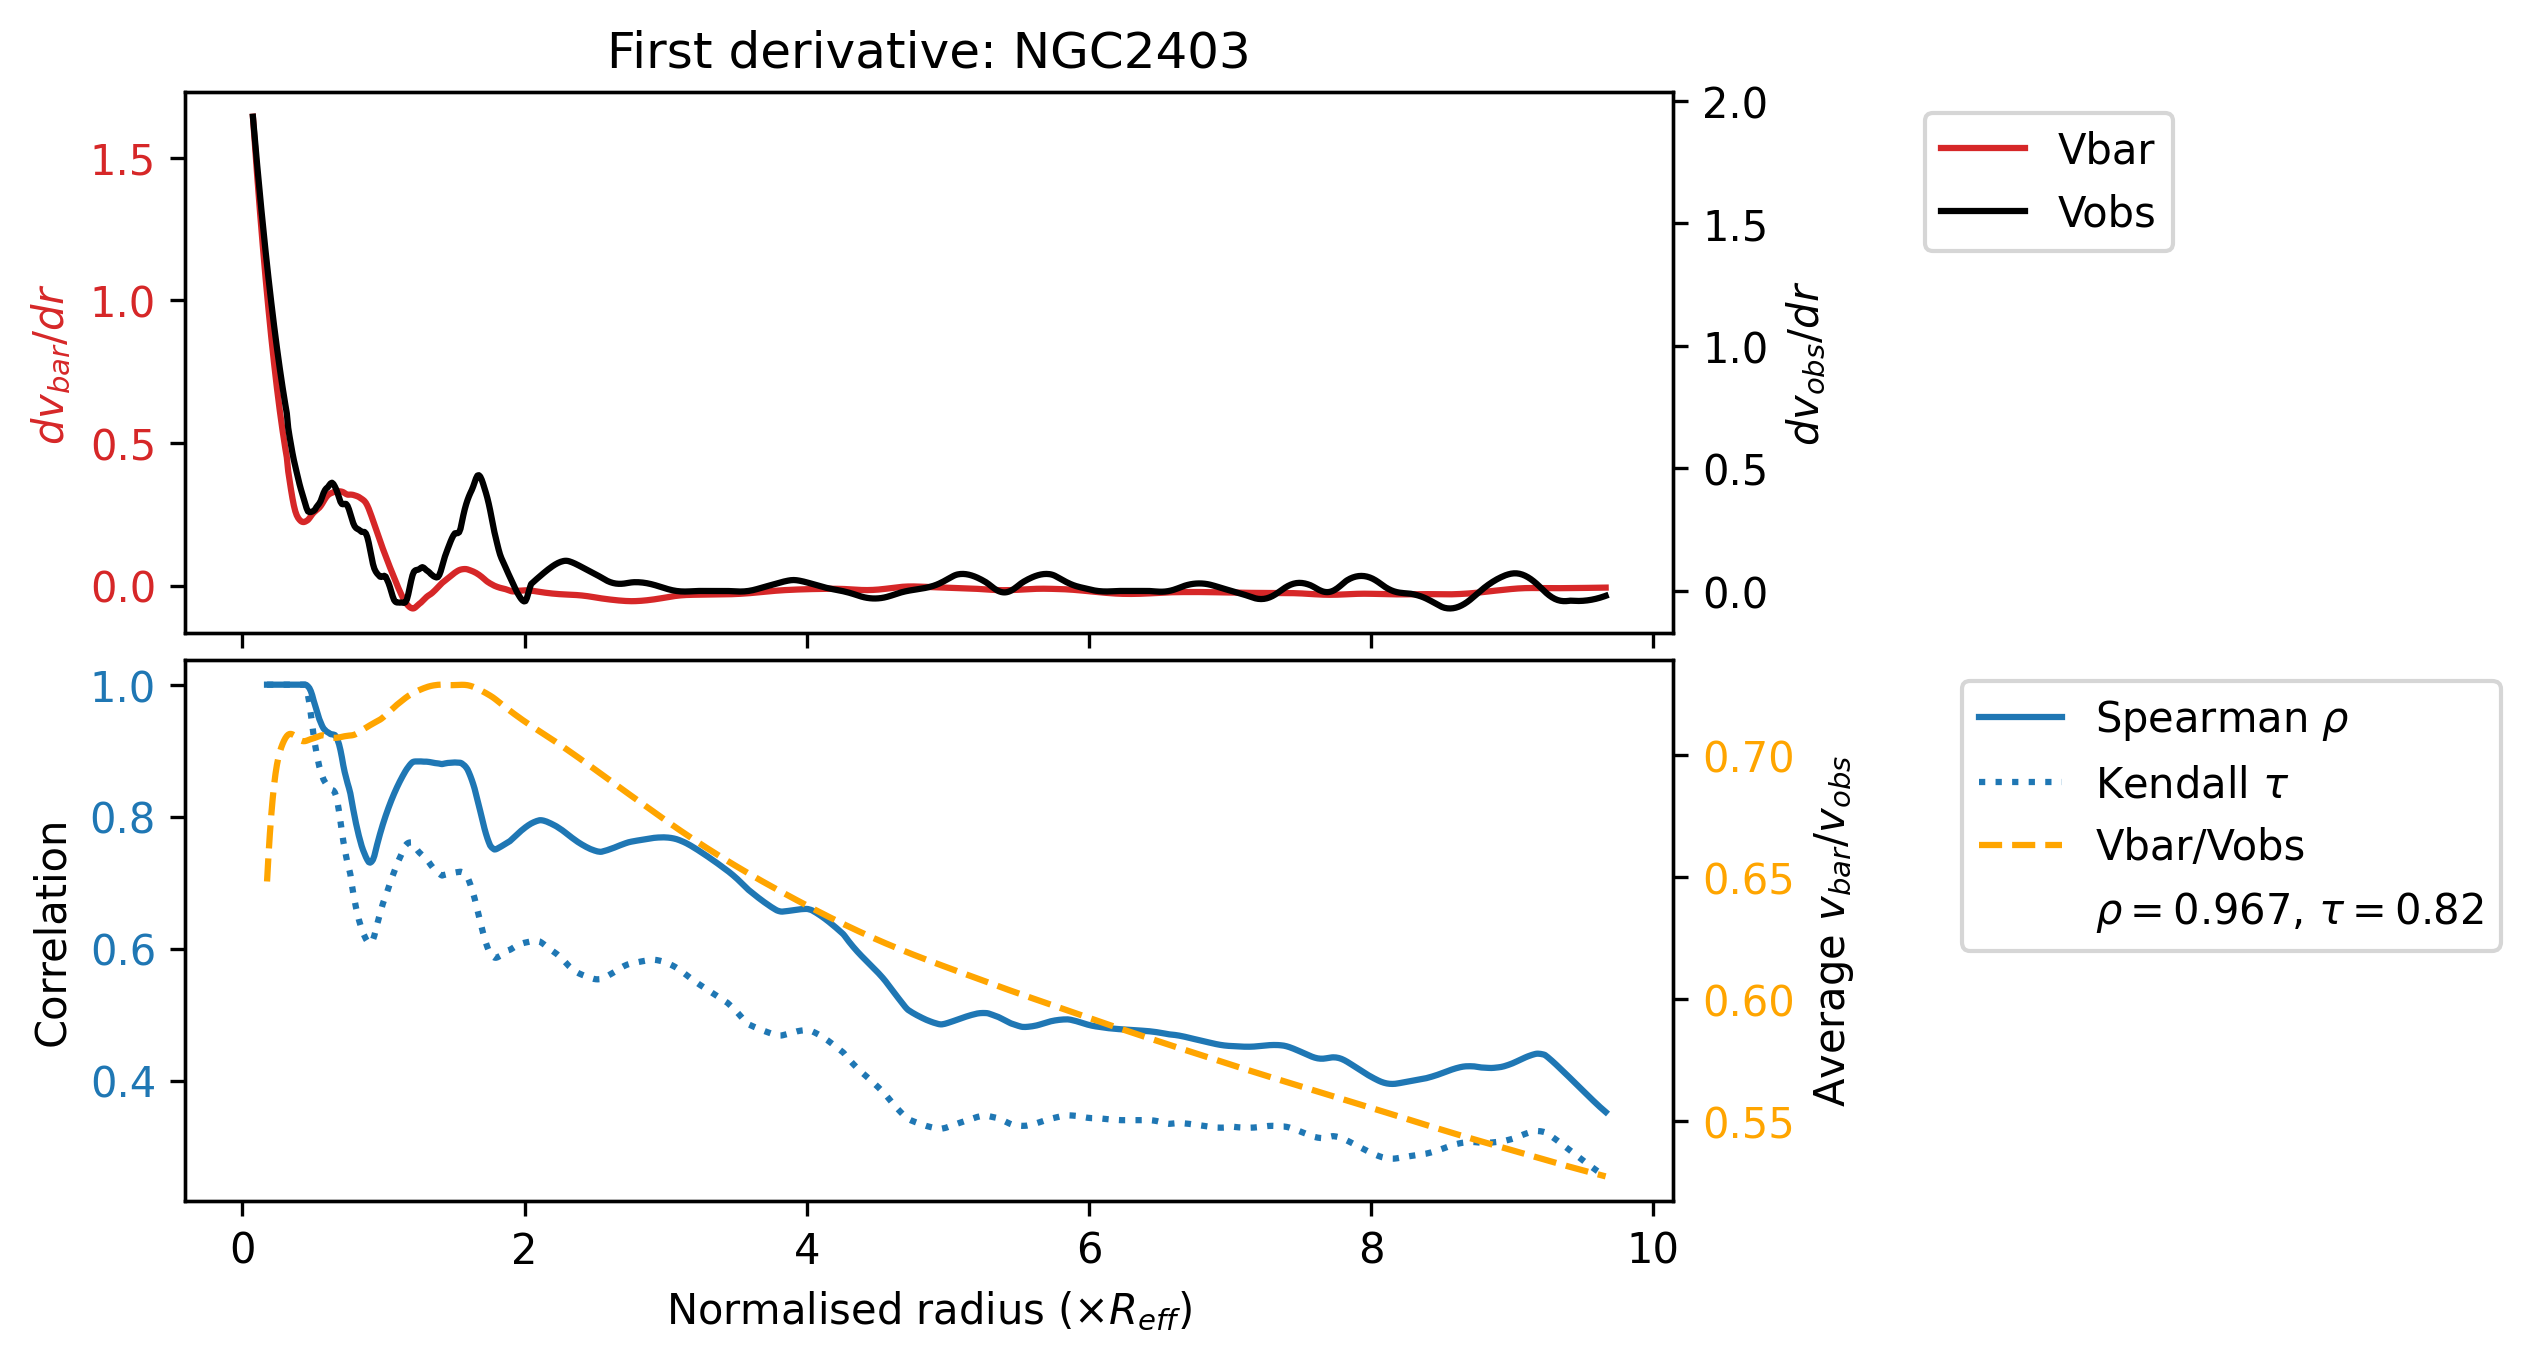 First derivative: NGC2403
1.5
1.0
0.5
0.0
dv_bar/dr
2.0
1.5
1.0
0.5
0.0
dv_obs/dr
Vbar
Vobs
1.0
0.8
0.6
0.4
Correlation
0.70
0.65
0.60
0.55
Average v_bar/v_obs
Spearman ρ
Kendall τ
Vbar/Vobs
ρ = 0.967, τ = 0.82
0 2 4 6 8 10
Normalised radius (×R_eff)